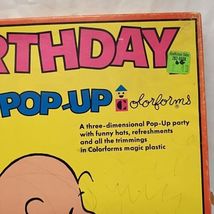 RTHDAY
POP-UP Colorforms
A three-dimensional Pop-Up party
with funny hats, refreshments
and all the trimmings
in Colorforms magic plastic